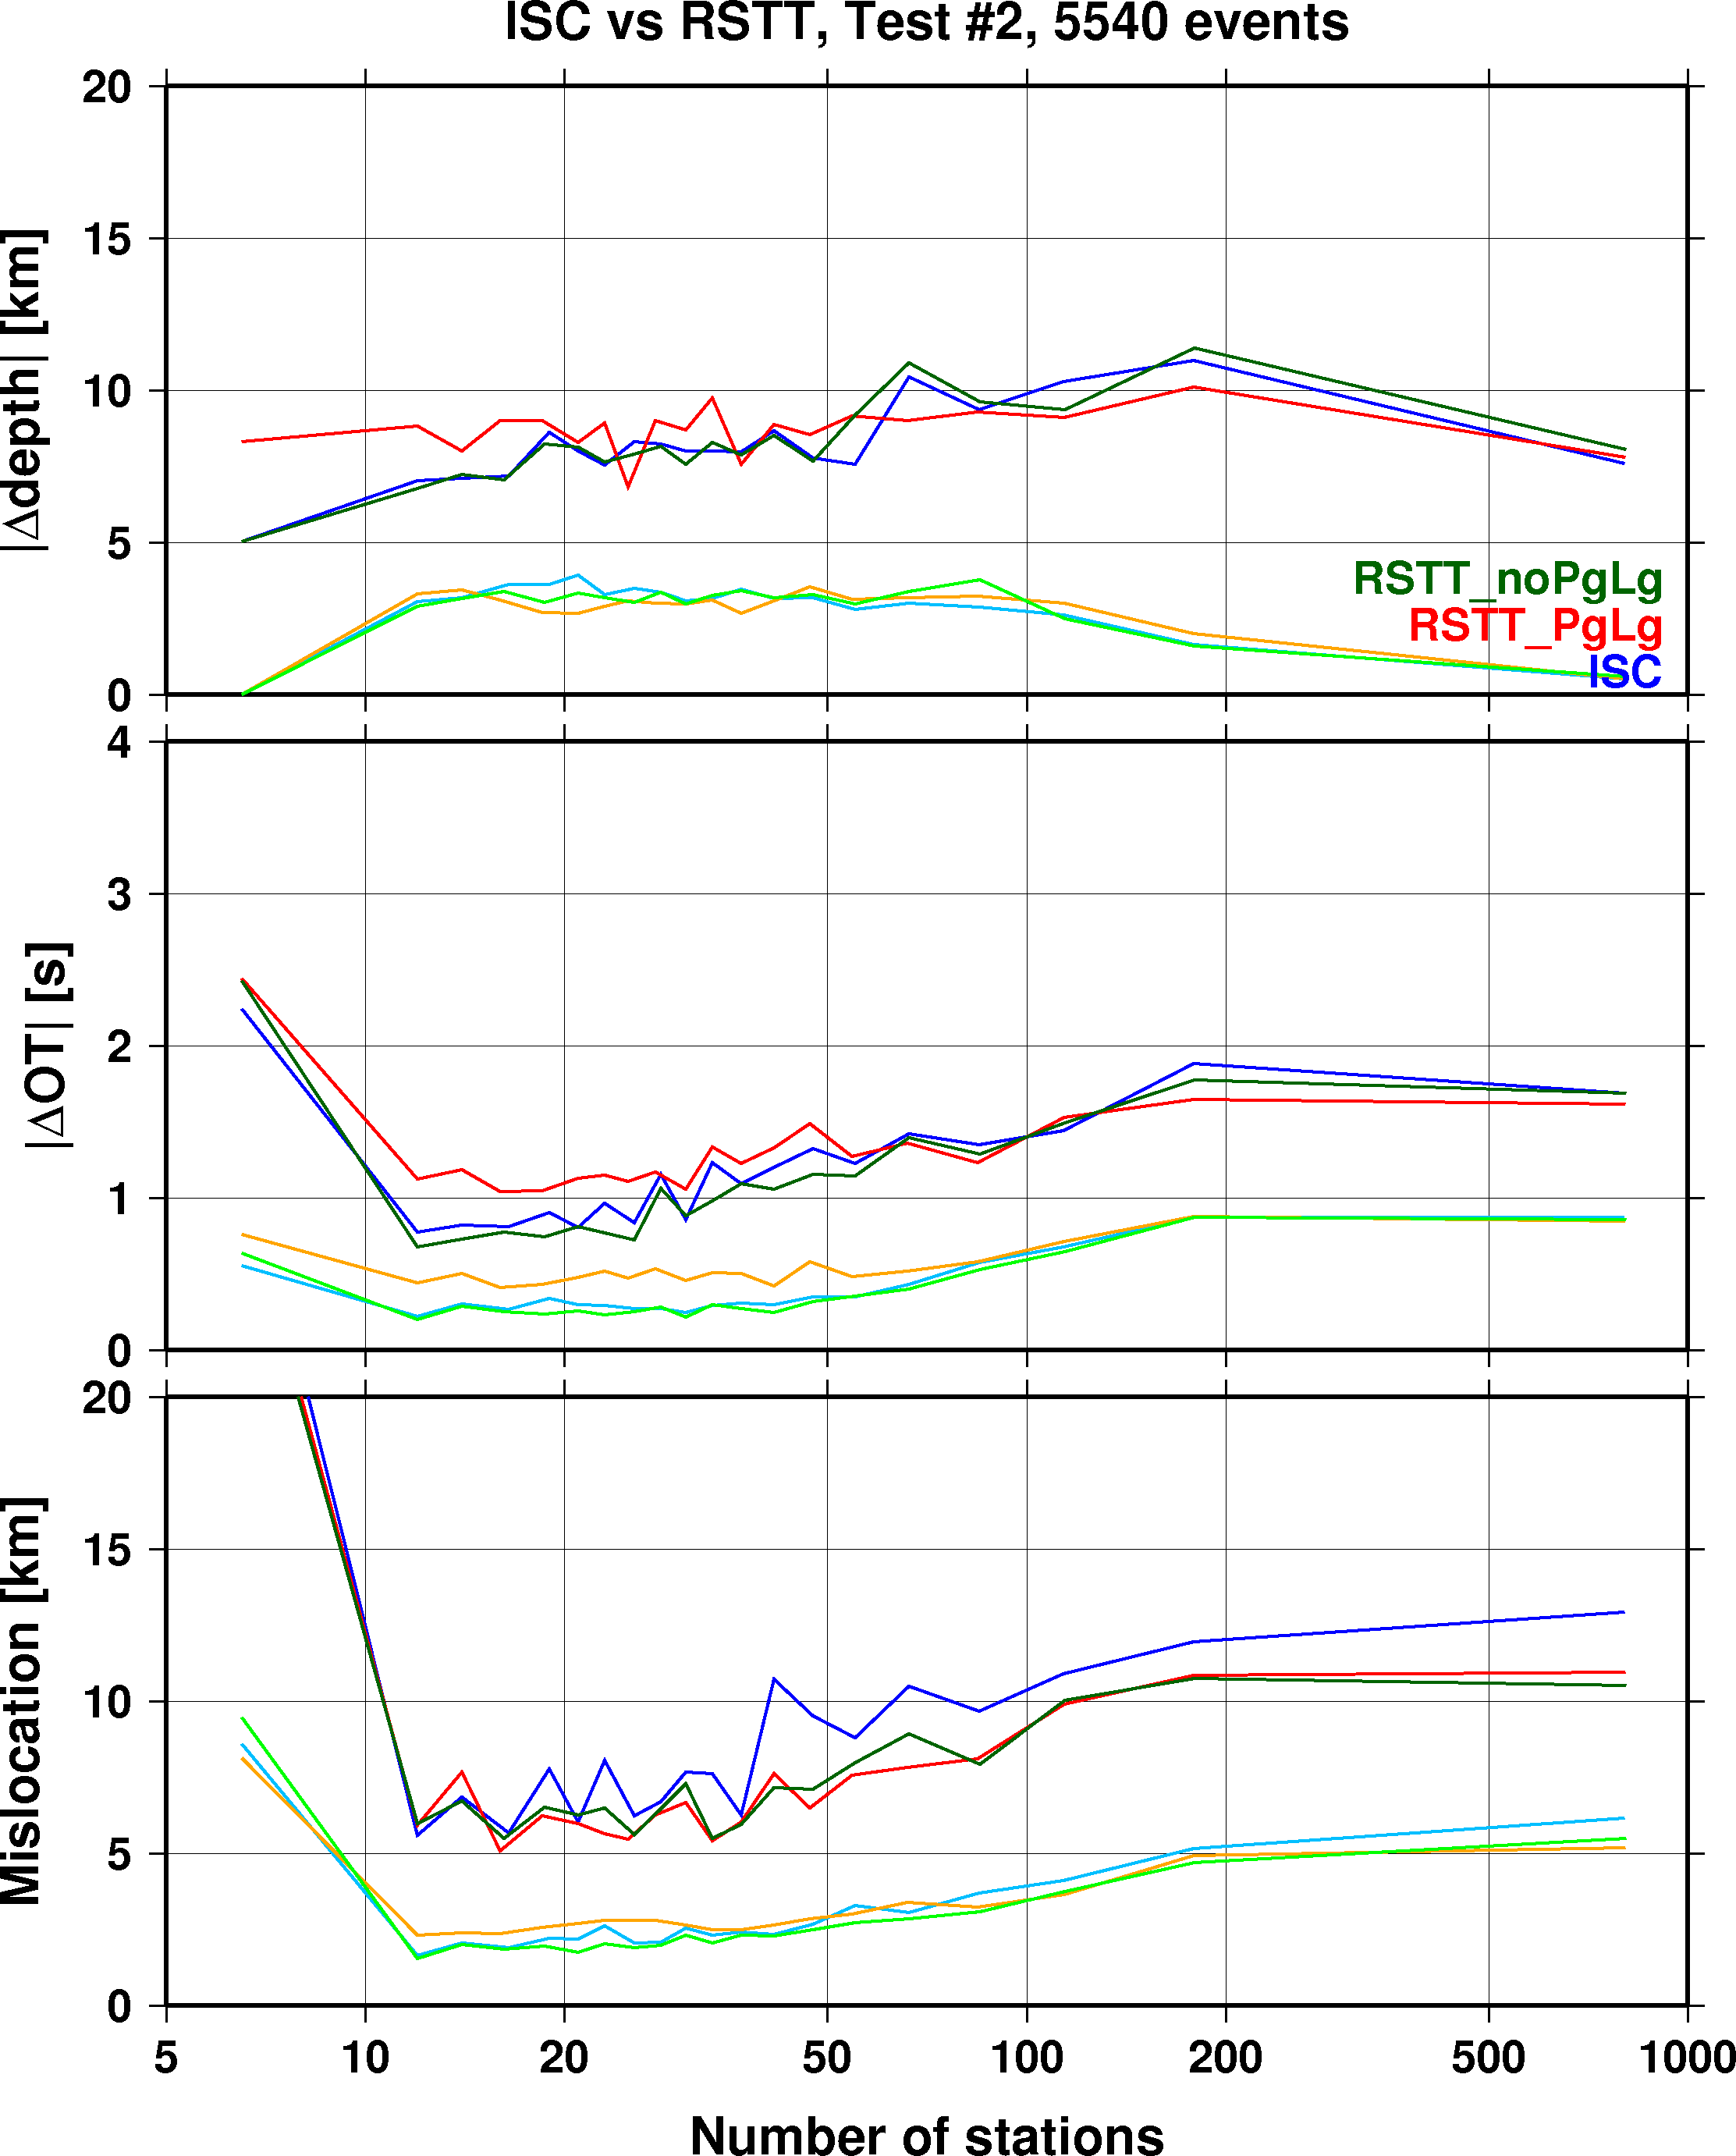 ISC vs RSTT, Test #2, 5540 events
|Δdepth| [km]
20
15
10
5
0
RSTT_noPgLg
RSTT_PgLg
ISC
|ΔOT| [s]
4
3
2
1
0
Mislocation [km]
20
15
10
5
0
5 10 20 50 100 200 500 1000
Number of stations